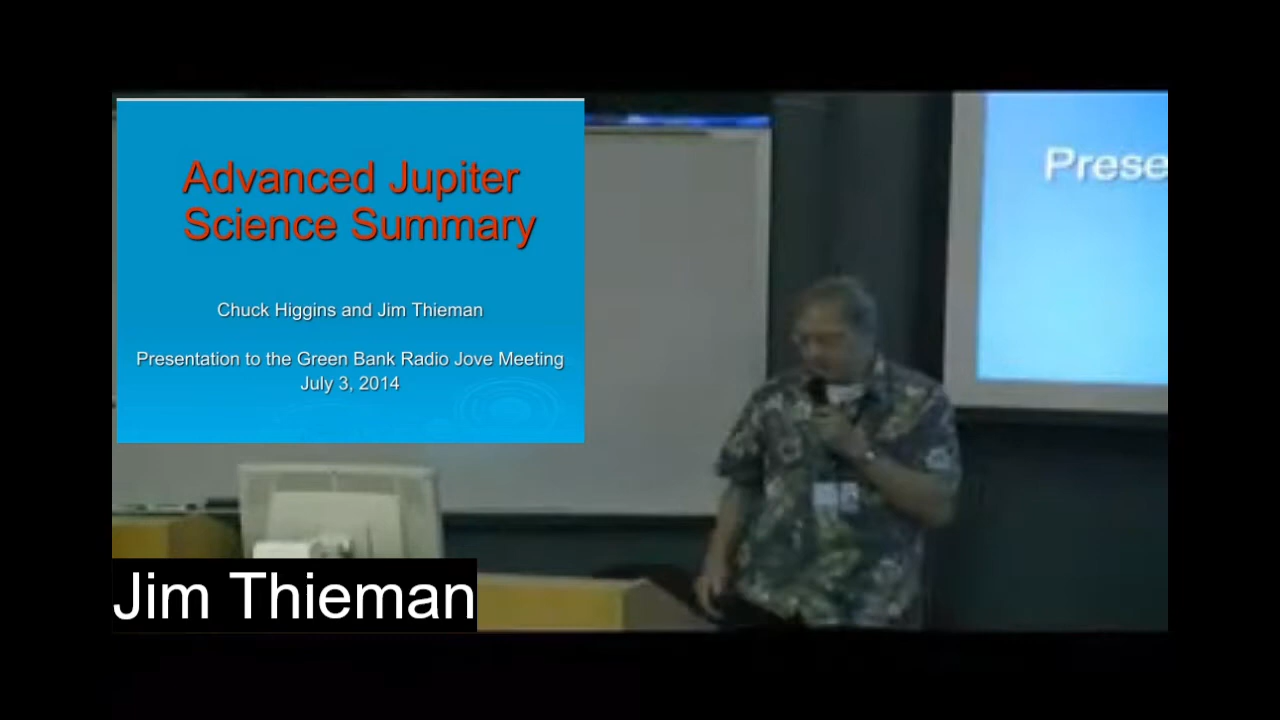 Advanced Jupiter
Science Summary
Chuck Higgins and Jim Thieman
Presentation to the Green Bank Radio Jove Meeting
July 3, 2014
Prese
Jim Thieman